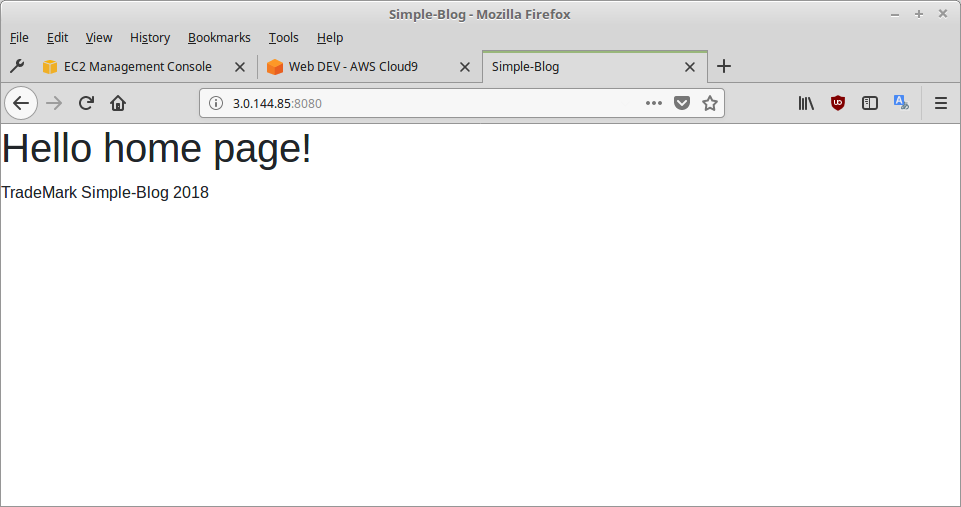 Simple-Blog - Mozilla Firefox
File Edit View History Bookmarks Tools Help
EC2 Management Console Web DEV - AWS Cloud9 Simple-Blog
3.0.144.85:8080
Hello home page!
TradeMark Simple-Blog 2018